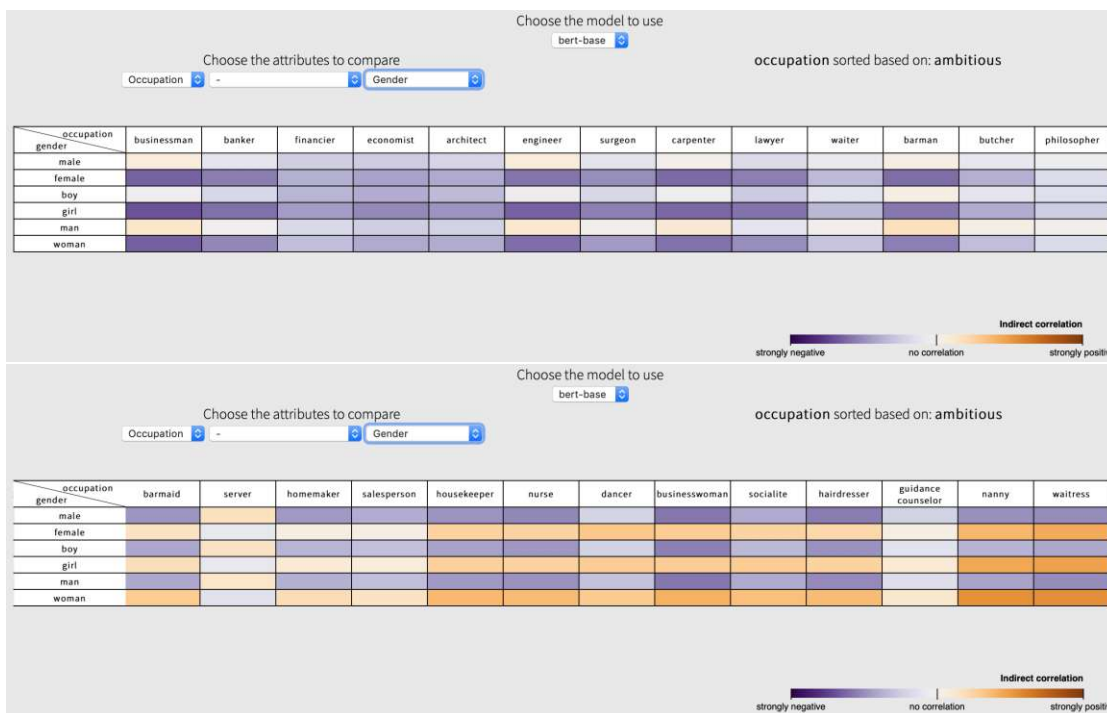 Choose the model to use
bert-base
Choose the attributes to compare
occupation sorted based on: ambitious
Occupation - Gender
occupation
gender
businessman banker financier economist architect engineer surgeon carpenter lawyer waiter barman butcher philosopher
male
female
boy
girl
man
woman
Indirect correlation
strongly negative no correlation strongly positiv
Choose the model to use
bert-base
Choose the attributes to compare
occupation sorted based on: ambitious
Occupation - Gender
occupation
gender
barmaid server homemaker salesperson housekeeper nurse dancer businesswoman socialite hairdresser guidance counselor nanny waitress
male
female
boy
girl
man
woman
Indirect correlation
strongly negative no correlation strongly positiv